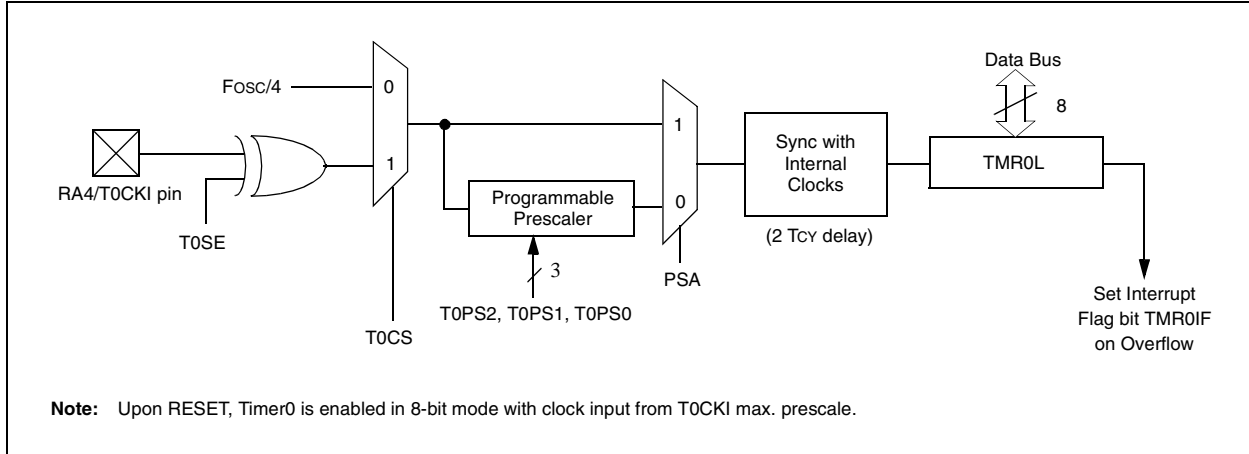 FOSC/4
0
1
RA4/T0CKI pin
T0SE
T0CS
Programmable
Prescaler
3
T0PS2, T0PS1, T0PS0
1
0
PSA
Sync with
Internal
Clocks
(2 TCY delay)
Data Bus
8
TMR0L
Set Interrupt
Flag bit TMR0IF
on Overflow
Note: Upon RESET, Timer0 is enabled in 8-bit mode with clock input from T0CKI max. prescale.